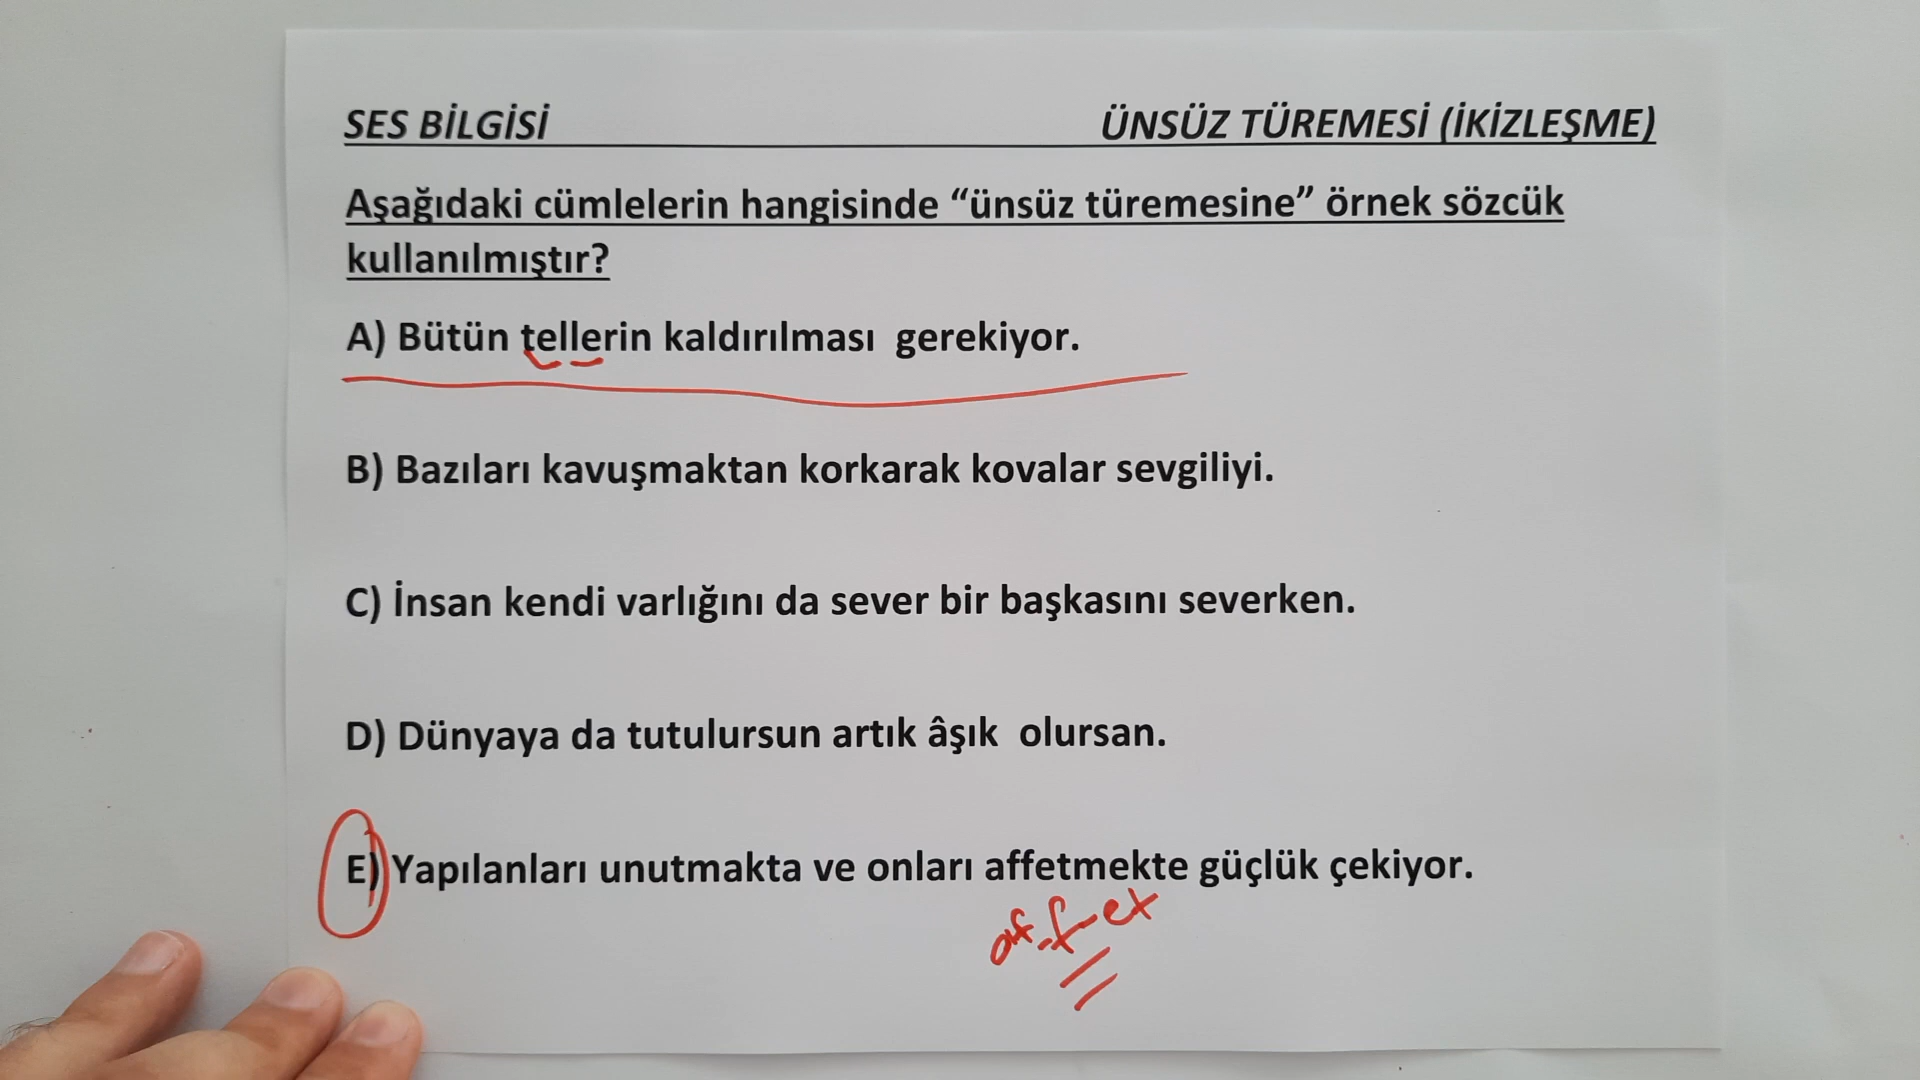 SES BİLGİSİ ÜNSÜZ TÜREMESİ (İKİZLEŞME)
Aşağıdaki cümlelerin hangisinde “ünsüz türemesine” örnek sözcük
kullanılmıştır?
A) Bütün tellerin kaldırılması gerekiyor.
B) Bazıları kavuşmaktan korkarak kovalar sevgiliyi.
C) İnsan kendi varlığını da sever bir başkasını severken.
D) Dünyaya da tutulursun artık âşık olursan.
E) Yapılanları unutmakta ve onları affetmekte güçlük çekiyor.
af-f-et